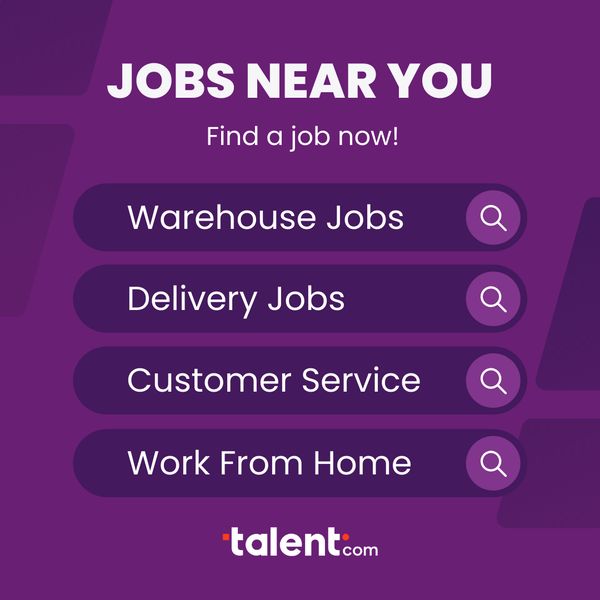 JOBS NEAR YOU
Find a job now!
Warehouse Jobs
Delivery Jobs
Customer Service
Work From Home
talent.com